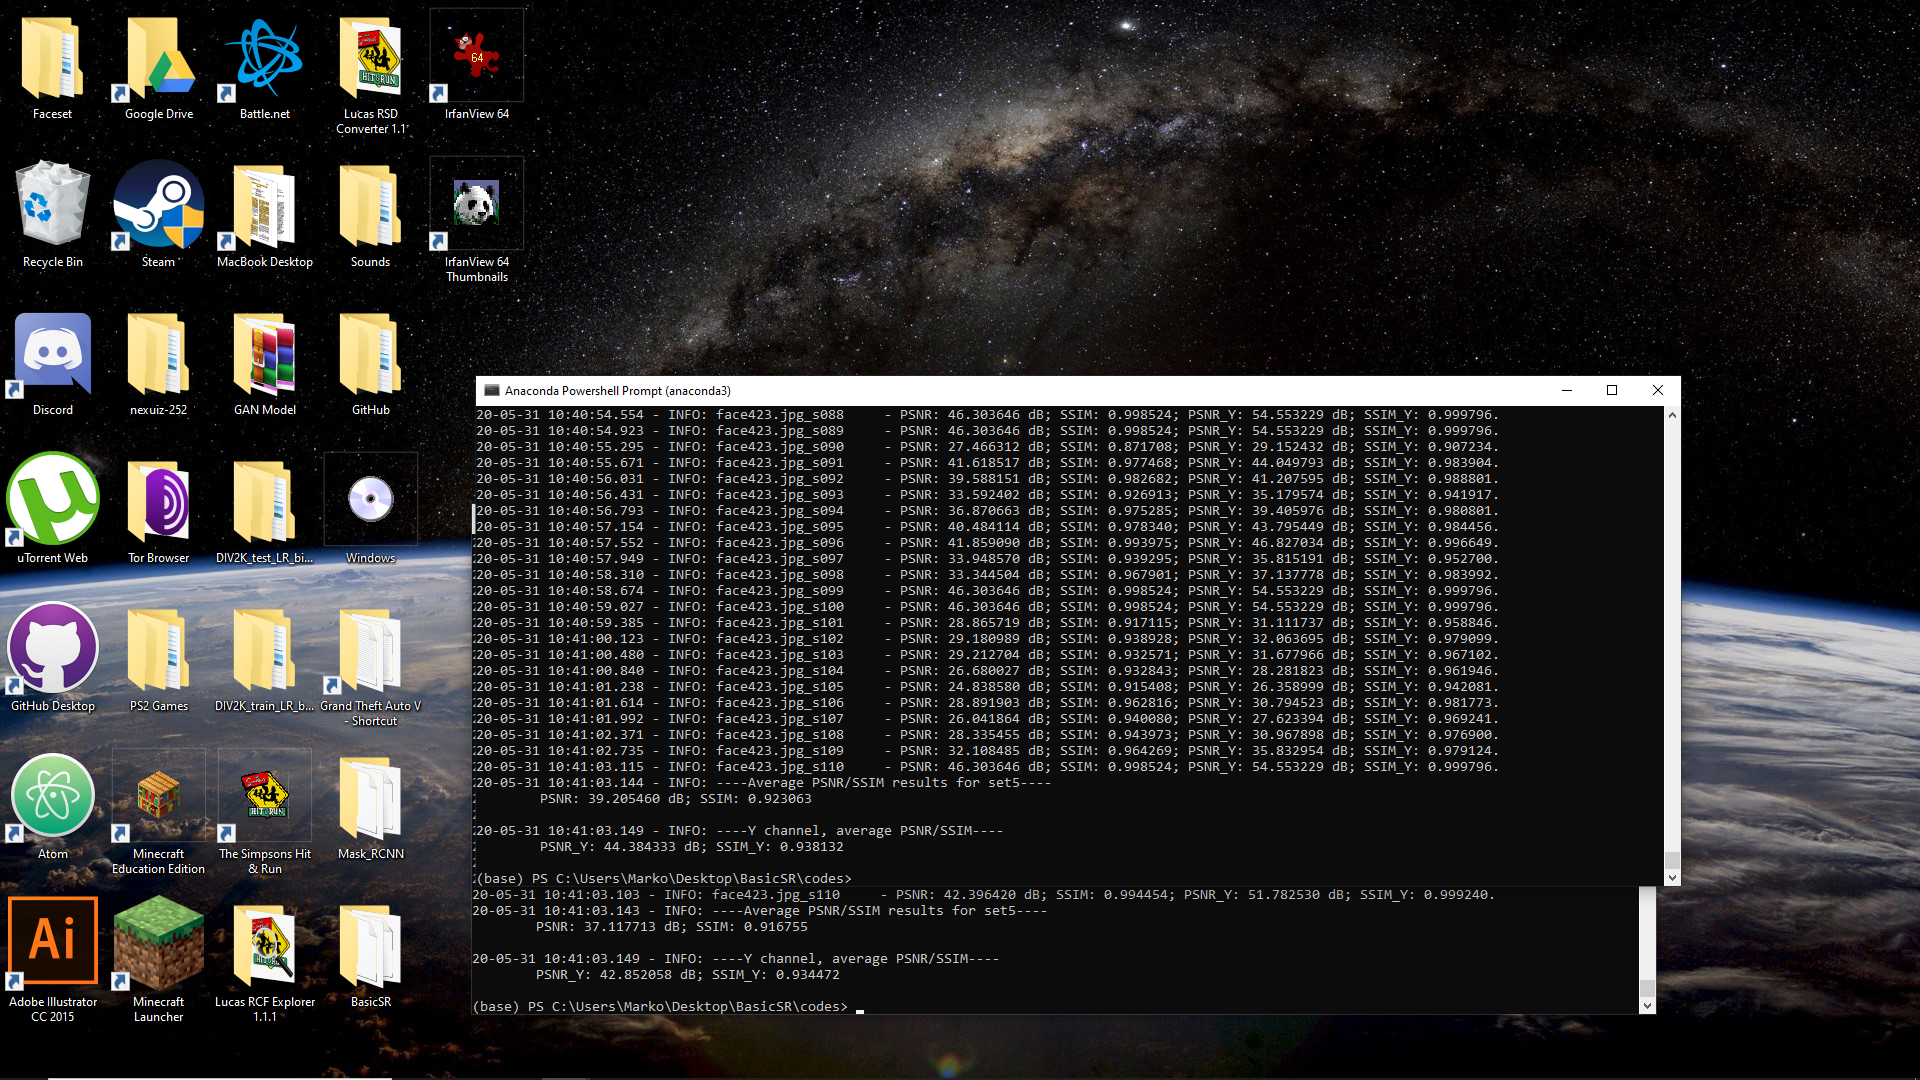 Faceset
Google Drive
Battle.net
Lucas RSD
Converter 1.1
64
IrfanView 64
Recycle Bin
Steam
MacBook Desktop
Sounds
IrfanView 64
Thumbnails
Discord
nexuiz-252
GAN Model
GitHub
uTorrent Web
Tor Browser
DIV2K_test_LR_bi...
Windows
GitHub Desktop
PS2 Games
DIV2K_train_LR_b...
Grand Theft Auto V
- Shortcut
Atom
Minecraft
Education Edition
The Simpsons Hit
& Run
Mask_RCNN
Ai
Adobe Illustrator
CC 2015
Minecraft
Launcher
Lucas RCF Explorer
1.1.1
BasicSR
Anaconda Powershell Prompt (anaconda3)
20-05-31 10:40:54.554 - INFO: face423.jpg_s088 - PSNR: 46.303646 dB; SSIM: 0.998524; PSNR_Y: 54.553229 dB; SSIM_Y: 0.999796.
20-05-31 10:40:54.923 - INFO: face423.jpg_s089 - PSNR: 46.303646 dB; SSIM: 0.998524; PSNR_Y: 54.553229 dB; SSIM_Y: 0.999796.
20-05-31 10:40:55.295 - INFO: face423.jpg_s090 - PSNR: 27.466312 dB; SSIM: 0.871708; PSNR_Y: 29.152432 dB; SSIM_Y: 0.907234.
20-05-31 10:40:55.671 - INFO: face423.jpg_s091 - PSNR: 41.618517 dB; SSIM: 0.977468; PSNR_Y: 44.049793 dB; SSIM_Y: 0.983904.
20-05-31 10:40:56.031 - INFO: face423.jpg_s092 - PSNR: 39.588151 dB; SSIM: 0.982682; PSNR_Y: 41.207595 dB; SSIM_Y: 0.988801.
20-05-31 10:40:56.431 - INFO: face423.jpg_s093 - PSNR: 33.592402 dB; SSIM: 0.926913; PSNR_Y: 35.179574 dB; SSIM_Y: 0.941917.
20-05-31 10:40:56.793 - INFO: face423.jpg_s094 - PSNR: 36.870663 dB; SSIM: 0.975285; PSNR_Y: 39.405976 dB; SSIM_Y: 0.980801.
20-05-31 10:40:57.154 - INFO: face423.jpg_s095 - PSNR: 40.484114 dB; SSIM: 0.978340; PSNR_Y: 43.795449 dB; SSIM_Y: 0.984456.
20-05-31 10:40:57.552 - INFO: face423.jpg_s096 - PSNR: 41.859090 dB; SSIM: 0.993975; PSNR_Y: 46.827034 dB; SSIM_Y: 0.996649.
20-05-31 10:40:57.949 - INFO: face423.jpg_s097 - PSNR: 33.948570 dB; SSIM: 0.939295; PSNR_Y: 35.815191 dB; SSIM_Y: 0.952700.
20-05-31 10:40:58.310 - INFO: face423.jpg_s098 - PSNR: 33.344504 dB; SSIM: 0.967901; PSNR_Y: 37.137778 dB; SSIM_Y: 0.983992.
20-05-31 10:40:58.674 - INFO: face423.jpg_s099 - PSNR: 46.303646 dB; SSIM: 0.998524; PSNR_Y: 54.553229 dB; SSIM_Y: 0.999796.
20-05-31 10:40:59.027 - INFO: face423.jpg_s100 - PSNR: 46.303646 dB; SSIM: 0.998524; PSNR_Y: 54.553229 dB; SSIM_Y: 0.999796.
20-05-31 10:40:59.385 - INFO: face423.jpg_s101 - PSNR: 28.865719 dB; SSIM: 0.917115; PSNR_Y: 31.111737 dB; SSIM_Y: 0.958846.
20-05-31 10:41:00.123 - INFO: face423.jpg_s102 - PSNR: 29.180989 dB; SSIM: 0.938928; PSNR_Y: 32.063695 dB; SSIM_Y: 0.979099.
20-05-31 10:41:00.480 - INFO: face423.jpg_s103 - PSNR: 29.212704 dB; SSIM: 0.932571; PSNR_Y: 31.677966 dB; SSIM_Y: 0.967102.
20-05-31 10:41:00.840 - INFO: face423.jpg_s104 - PSNR: 26.680027 dB; SSIM: 0.932843; PSNR_Y: 28.281823 dB; SSIM_Y: 0.961946.
20-05-31 10:41:01.238 - INFO: face423.jpg_s105 - PSNR: 24.838580 dB; SSIM: 0.915408; PSNR_Y: 26.358999 dB; SSIM_Y: 0.942081.
20-05-31 10:41:01.614 - INFO: face423.jpg_s106 - PSNR: 28.891903 dB; SSIM: 0.962816; PSNR_Y: 30.794523 dB; SSIM_Y: 0.981773.
20-05-31 10:41:01.992 - INFO: face423.jpg_s107 - PSNR: 26.041864 dB; SSIM: 0.940080; PSNR_Y: 27.623394 dB; SSIM_Y: 0.969241.
20-05-31 10:41:02.371 - INFO: face423.jpg_s108 - PSNR: 28.335455 dB; SSIM: 0.943973; PSNR_Y: 30.967898 dB; SSIM_Y: 0.976900.
20-05-31 10:41:02.735 - INFO: face423.jpg_s109 - PSNR: 32.108485 dB; SSIM: 0.964269; PSNR_Y: 35.832954 dB; SSIM_Y: 0.979124.
20-05-31 10:41:03.115 - INFO: face423.jpg_s110 - PSNR: 46.303646 dB; SSIM: 0.998524; PSNR_Y: 54.553229 dB; SSIM_Y: 0.999796.
20-05-31 10:41:03.144 - INFO: ----Average PSNR/SSIM results for set5----
PSNR: 39.205460 dB; SSIM: 0.923063
20-05-31 10:41:03.149 - INFO: ----Y channel, average PSNR/SSIM----
PSNR_Y: 44.384333 dB; SSIM_Y: 0.938132
(base) PS C:\Users\Marko\Desktop\BasicSR\codes>
20-05-31 10:41:03.103 - INFO: face423.jpg_s110 - PSNR: 42.396420 dB; SSIM: 0.994454; PSNR_Y: 51.782530 dB; SSIM_Y: 0.999240.
20-05-31 10:41:03.143 - INFO: ----Average PSNR/SSIM results for set5----
PSNR: 37.117713 dB; SSIM: 0.916755
20-05-31 10:41:03.149 - INFO: ----Y channel, average PSNR/SSIM----
PSNR_Y: 42.852058 dB; SSIM_Y: 0.934472
(base) PS C:\Users\Marko\Desktop\BasicSR\codes>